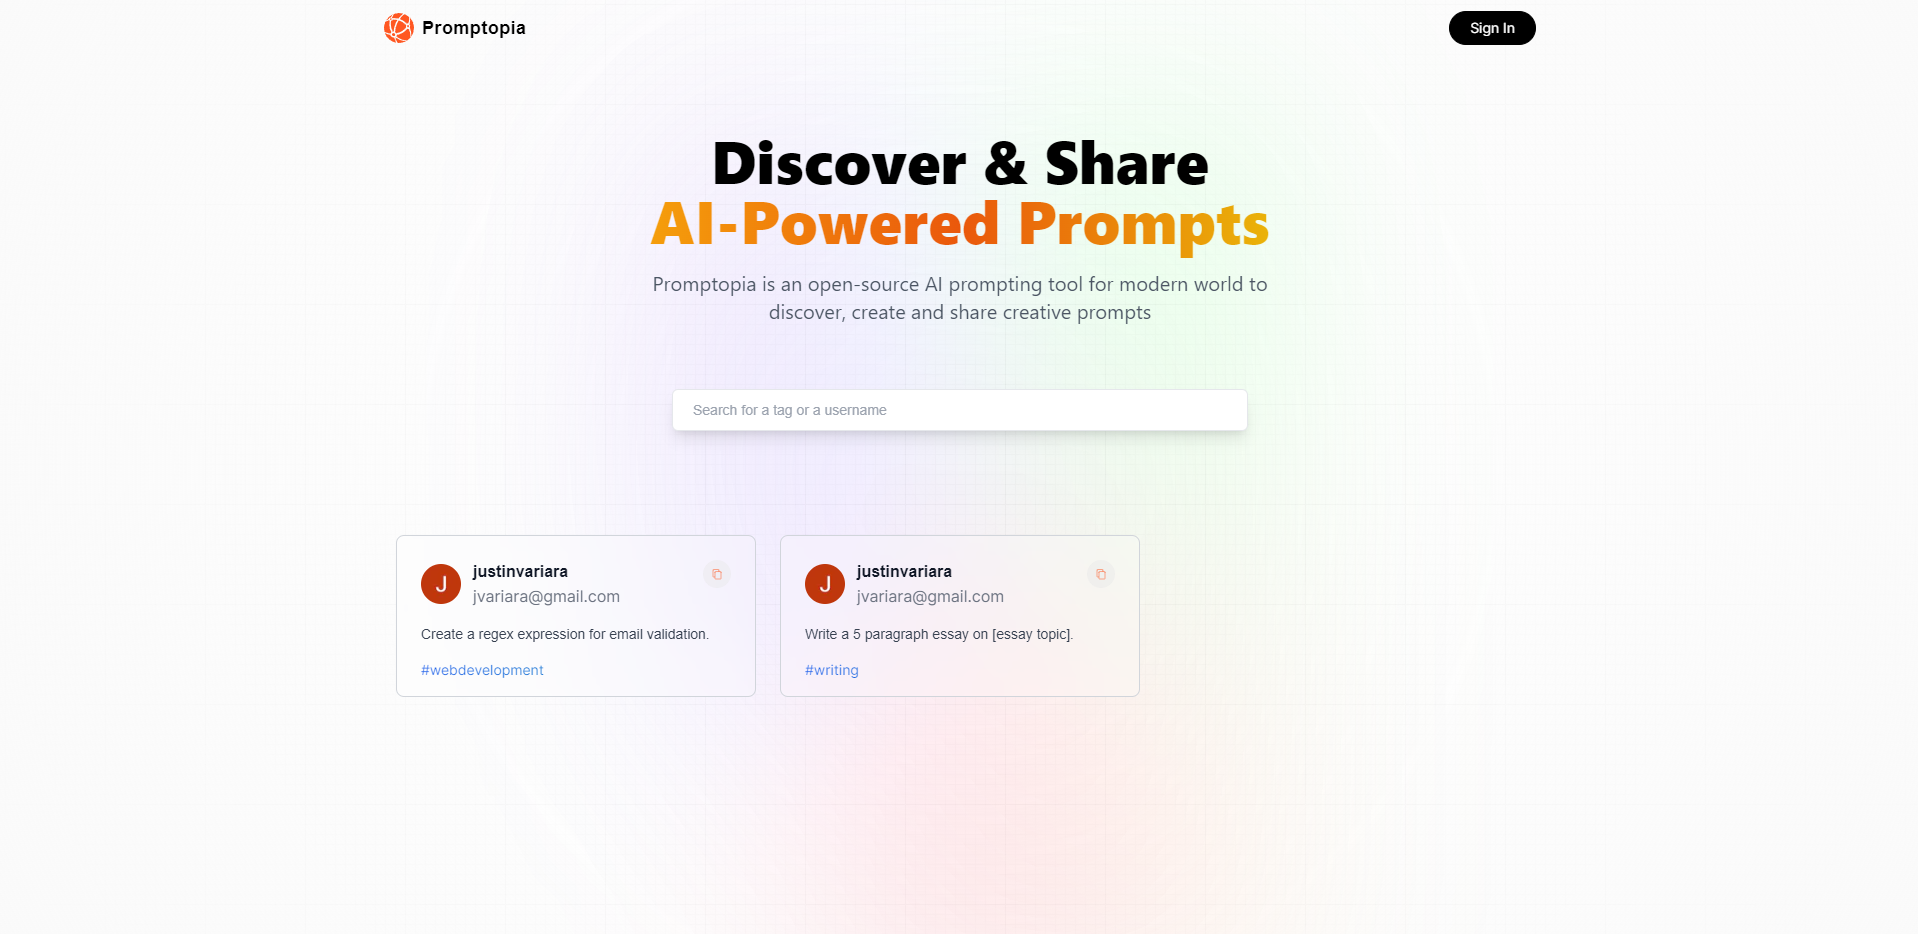 Promptopia
Sign In
Discover & Share
AI-Powered Prompts
Promptopia is an open-source AI prompting tool for modern world to
discover, create and share creative prompts
Search for a tag or a username
J
justinvariara
jvariara@gmail.com
Create a regex expression for email validation.
#webdevelopment
J
justinvariara
jvariara@gmail.com
Write a 5 paragraph essay on [essay topic].
#writing